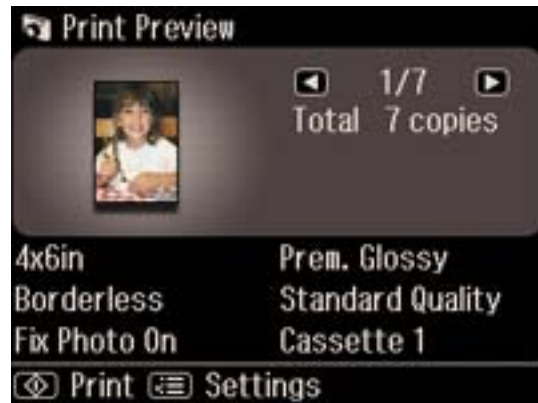 Print Preview
1/7
Total 7 copies
4x6in Prem. Glossy
Borderless Standard Quality
Fix Photo On Cassette 1
Print Settings